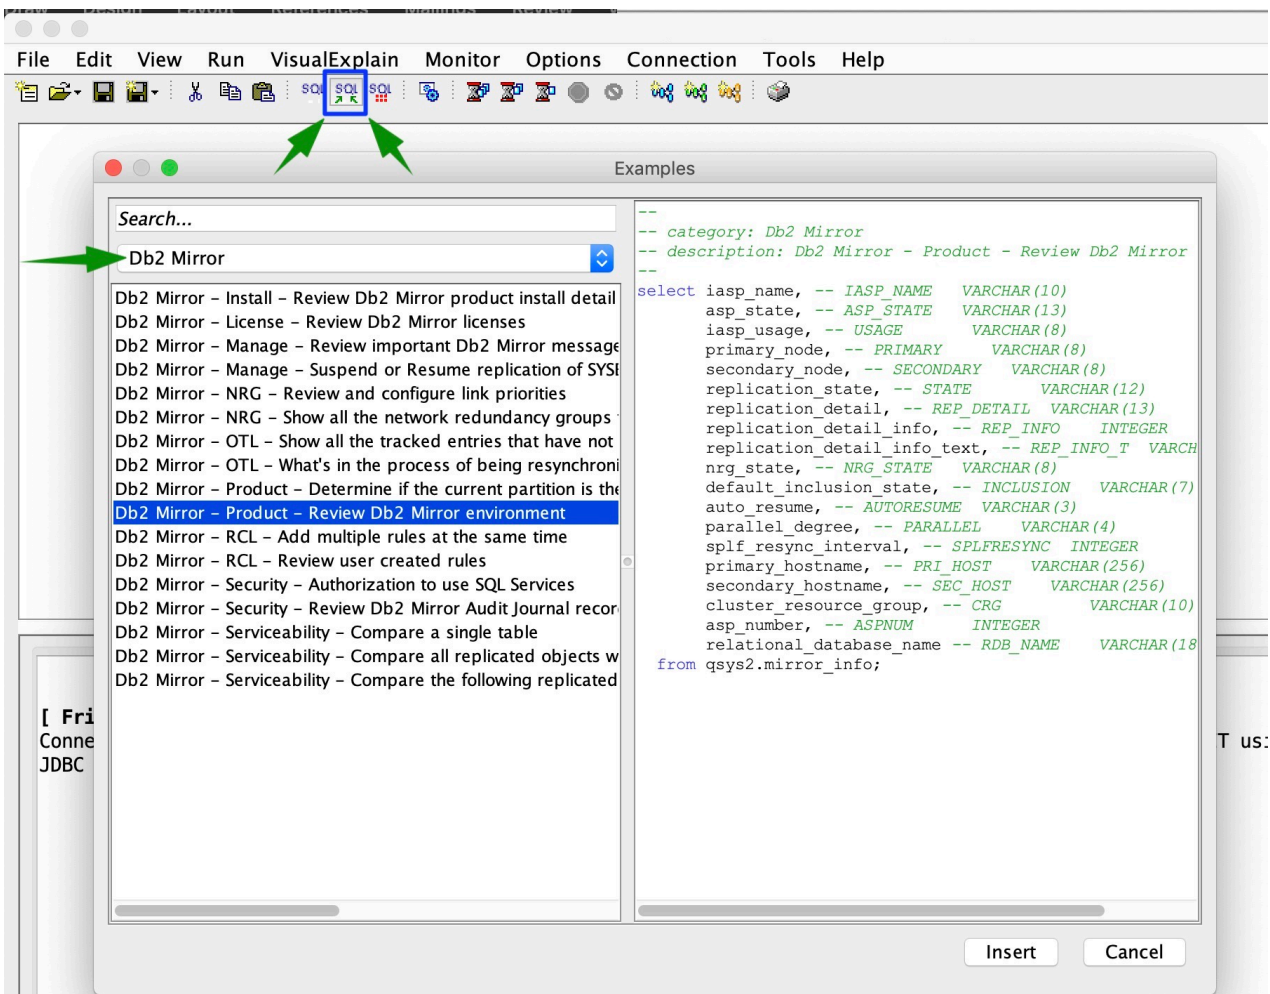 File Edit View Run VisualExplain Monitor Options Connection Tools Help
SQL SQL SQL
Examples
Search...
Db2 Mirror
Db2 Mirror – Install – Review Db2 Mirror product install detail
Db2 Mirror – License – Review Db2 Mirror licenses
Db2 Mirror – Manage – Review important Db2 Mirror message
Db2 Mirror – Manage – Suspend or Resume replication of SYSB
Db2 Mirror – NRG – Review and configure link priorities
Db2 Mirror – NRG – Show all the network redundancy groups
Db2 Mirror – OTL – Show all the tracked entries that have not
Db2 Mirror – OTL – What's in the process of being resynchroni
Db2 Mirror – Product – Determine if the current partition is the
Db2 Mirror – Product – Review Db2 Mirror environment
Db2 Mirror – RCL – Add multiple rules at the same time
Db2 Mirror – RCL – Review user created rules
Db2 Mirror – Security – Authorization to use SQL Services
Db2 Mirror – Security – Review Db2 Mirror Audit Journal recor
Db2 Mirror – Serviceability – Compare a single table
Db2 Mirror – Serviceability – Compare all replicated objects w
Db2 Mirror – Serviceability – Compare the following replicated
--
-- category: Db2 Mirror
-- description: Db2 Mirror - Product - Review Db2 Mirror
--
select iasp_name, -- IASP_NAME VARCHAR(10)
asp_state, -- ASP_STATE VARCHAR(13)
iasp_usage, -- USAGE VARCHAR(8)
primary_node, -- PRIMARY VARCHAR(8)
secondary_node, -- SECONDARY VARCHAR(8)
replication_state, -- STATE VARCHAR(12)
replication_detail, -- REP_DETAIL VARCHAR(13)
replication_detail_info, -- REP_INFO INTEGER
replication_detail_info_text, -- REP_INFO_T VARCH
nrg_state, -- NRG_STATE VARCHAR(8)
default_inclusion_state, -- INCLUSION VARCHAR(7)
auto_resume, -- AUTORESUME VARCHAR(3)
parallel_degree, -- PARALLEL VARCHAR(4)
splf_resync_interval, -- SPLFRESYNC INTEGER
primary_hostname, -- PRI_HOST VARCHAR(256)
secondary_hostname, -- SEC_HOST VARCHAR(256)
cluster_resource_group, -- CRG VARCHAR(10)
asp_number, -- ASPNUM INTEGER
relational_database_name -- RDB_NAME VARCHAR(18
from qsys2.mirror_info;
[ Fri
Conne
JDBC
T usi
Insert Cancel